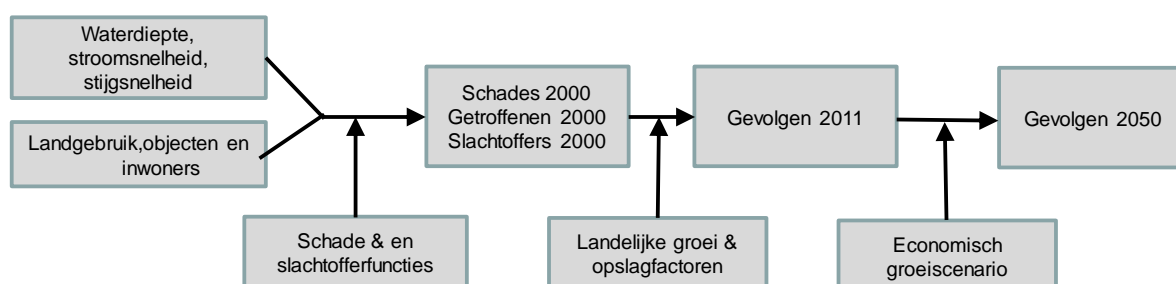 Waterdiepte,
stroomsnelheid,
stijgsnelheid
Landgebruik,objecten en
inwoners
Schades 2000
Getroffenen 2000
Slachtoffers 2000
Gevolgen 2011
Gevolgen 2050
Schade & en
slachtofferfuncties
Landelijke groei &
opslagfactoren
Economisch
groeiscenario